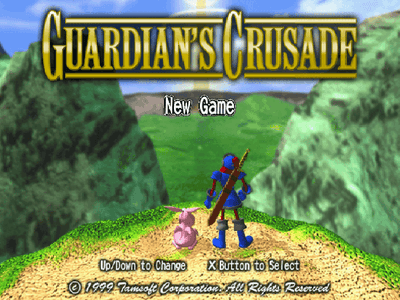 GUARDIAN'S CRUSADE
New Game
Up/Down to Change X Button to Select
© 1999 Tamsoft Corporation. All Rights Reserved.